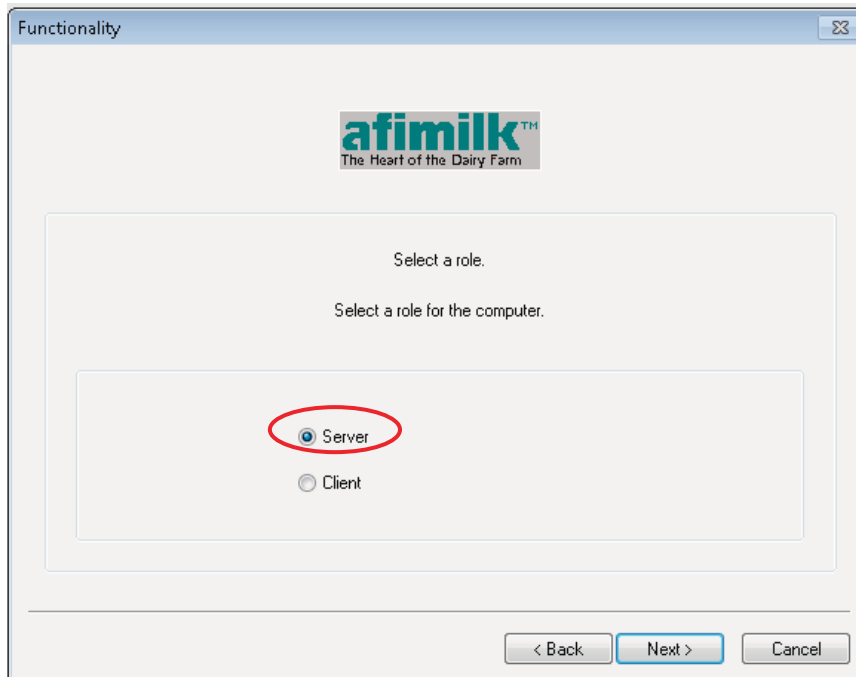 Functionality
afimilk™
The Heart of the Dairy Farm
Select a role.
Select a role for the computer.
Server
Client
< Back Next > Cancel